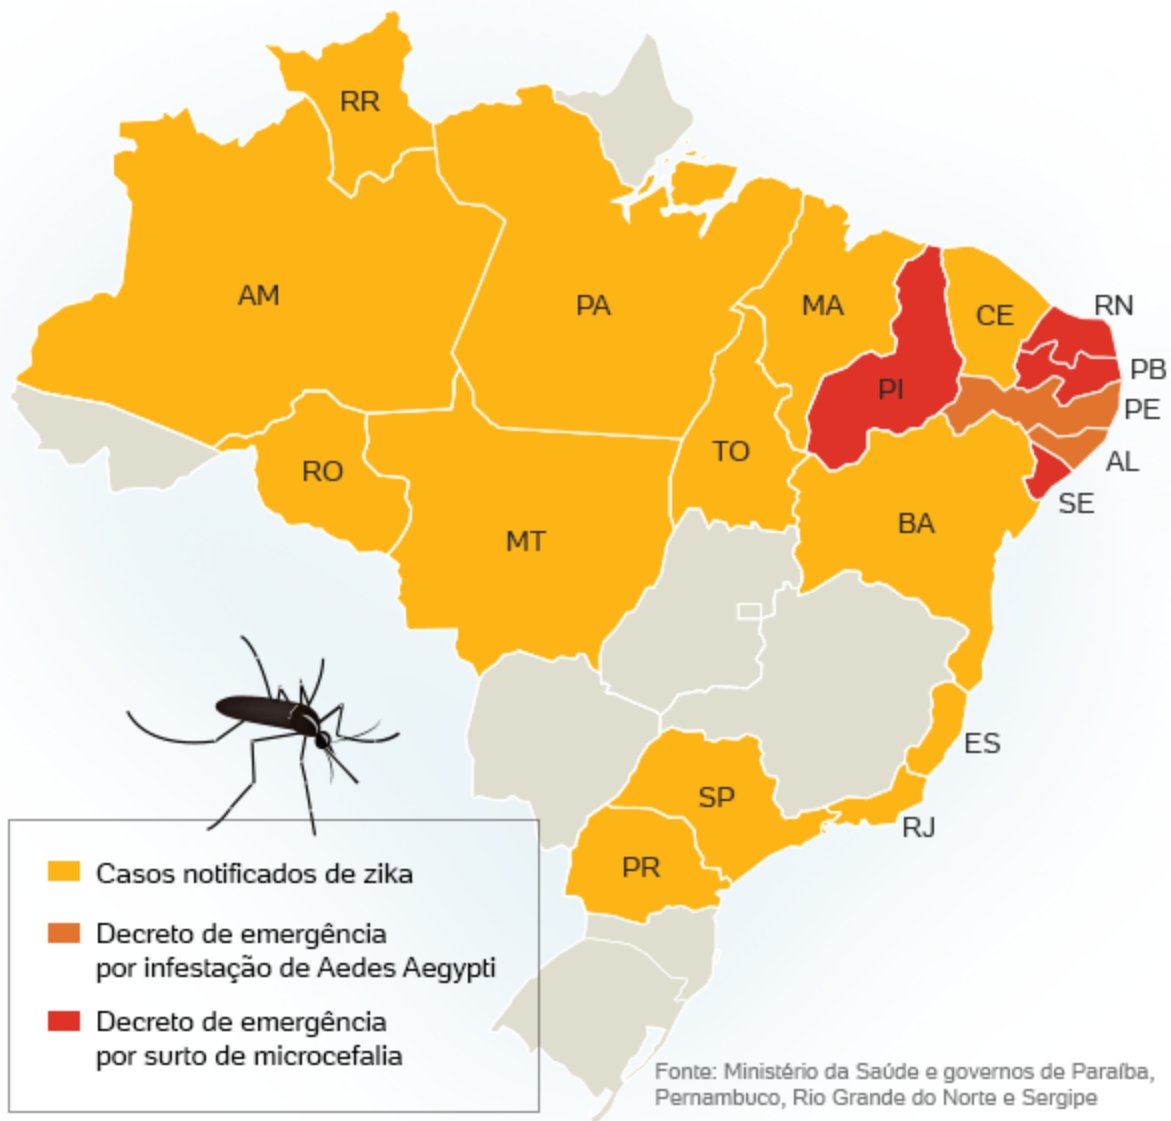 RR
AM
PA
MA
CE
RN
PB
PE
AL
SE
PI
TO
RO
MT
BA
ES
SP
RJ
PR
Casos notificados de zika
Decreto de emergência
por infestação de Aedes Aegypti
Decreto de emergência
por surto de microcefalia
Fonte: Ministério da Saúde e governos de Paraíba,
Pernambuco, Rio Grande do Norte e Sergipe